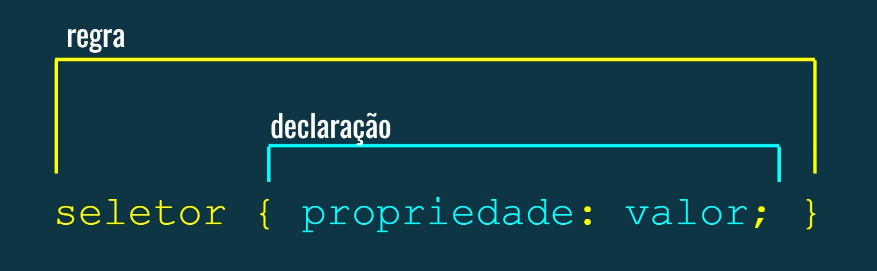 regra
declaração
seletor { propriedade: valor; }